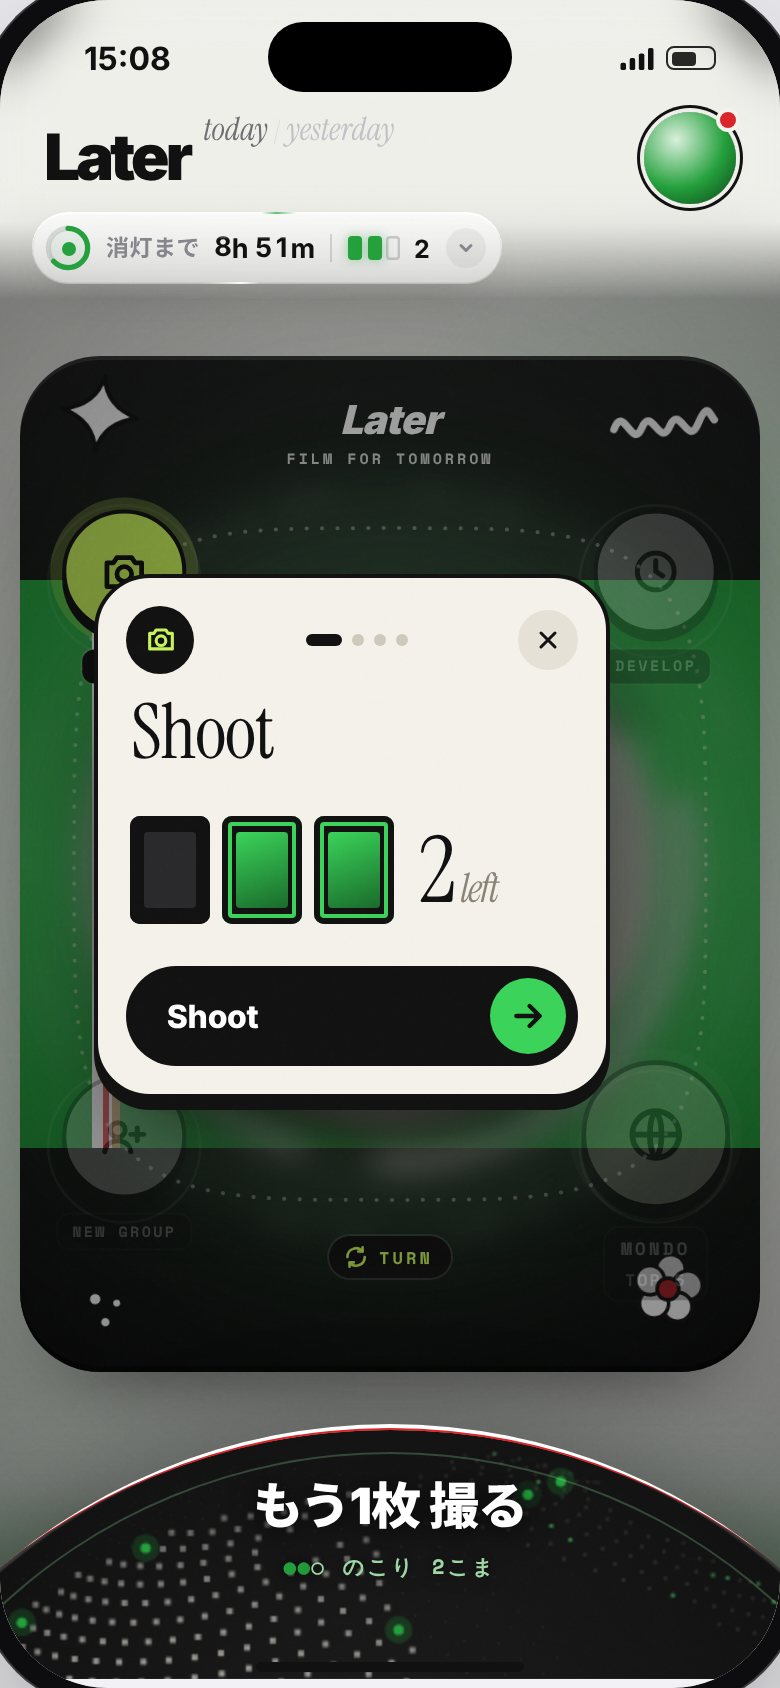 15:08
Later today | yesterday
消灯まで 8h 51m 2
Later
FILM FOR TOMORROW
DEVELOP
Shoot
2 left
Shoot
NEW GROUP
TURN
MONDO
もう1枚 撮る
のこり 2こま